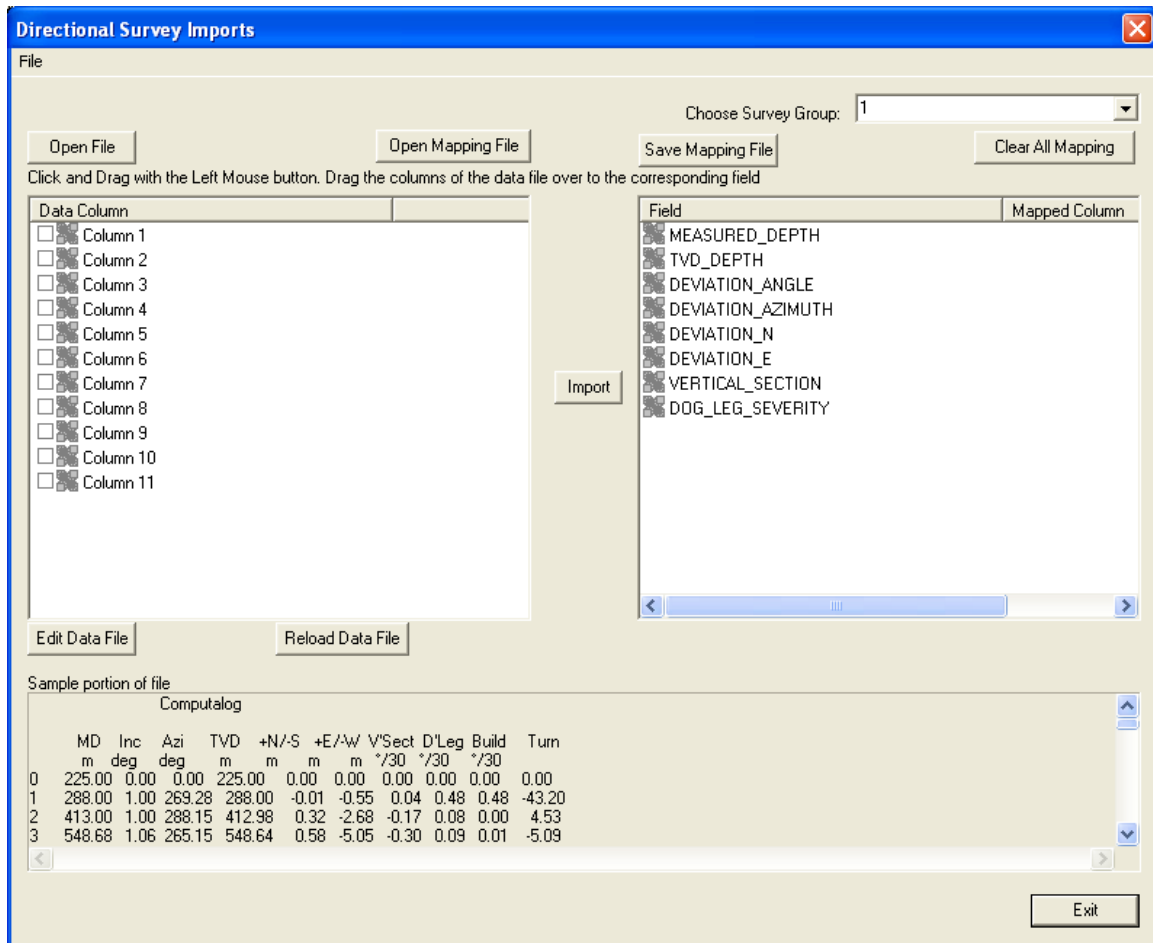 Directional Survey Imports
File
Choose Survey Group: 1
Open File Open Mapping File Save Mapping File Clear All Mapping
Click and Drag with the Left Mouse button. Drag the columns of the data file over to the corresponding field
Data Column
Column 1
Column 2
Column 3
Column 4
Column 5
Column 6
Column 7
Column 8
Column 9
Column 10
Column 11
Import
Field Mapped Column
MEASURED_DEPTH
TVD_DEPTH
DEVIATION_ANGLE
DEVIATION_AZIMUTH
DEVIATION_N
DEVIATION_E
VERTICAL_SECTION
DOG_LEG_SEVERITY
Edit Data File Reload Data File
Sample portion of file
Computalog
MD Inc Azi TVD +N/-S +E/-W V'Sect D'Leg Build Turn
m deg deg m m m m °/30 °/30 °/30
0 225.00 0.00 0.00 225.00 0.00 0.00 0.00 0.00 0.00 0.00
1 288.00 1.00 269.28 288.00 -0.01 -0.55 0.04 0.48 0.48 -43.20
2 413.00 1.00 288.15 412.98 0.32 -2.68 -0.17 0.08 0.00 4.53
3 548.68 1.06 265.15 548.64 0.58 -5.05 -0.30 0.09 0.01 -5.09
Exit